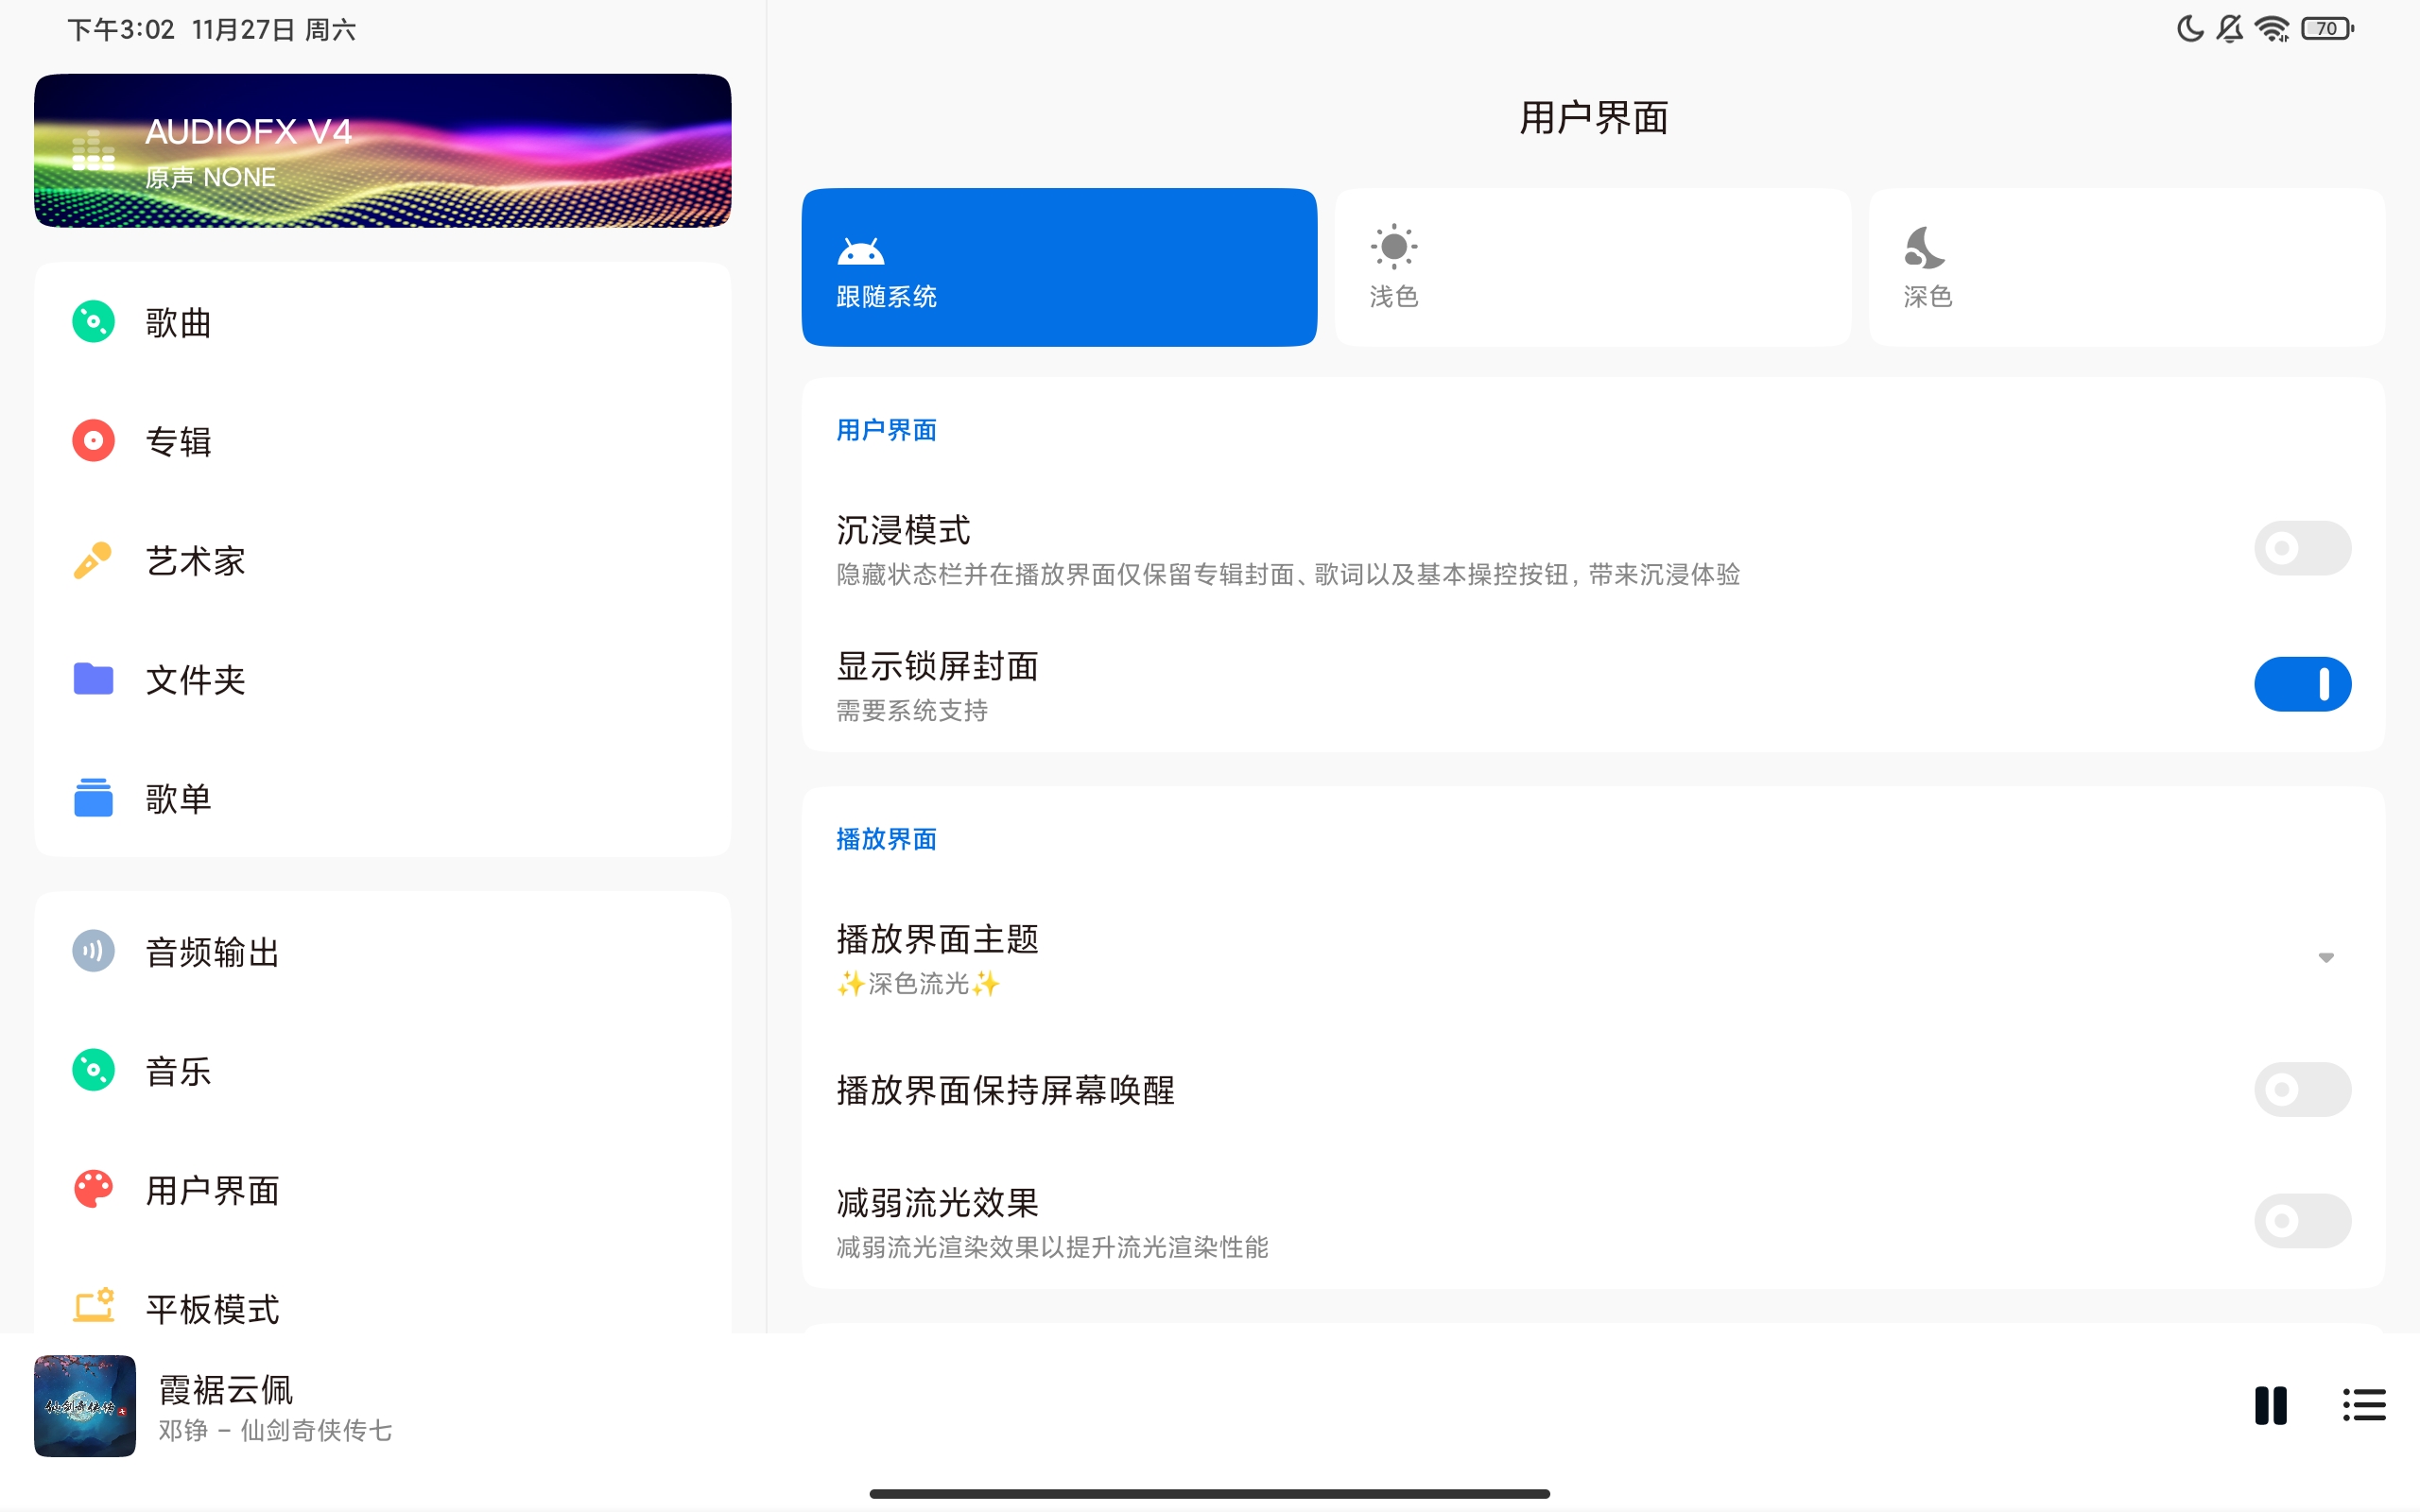 下午3:02 11月27日 周六
70
AUDIOFX V4
原声 NONE
歌曲
专辑
艺术家
文件夹
歌单
音频输出
音乐
用户界面
平板模式
用户界面
跟随系统
浅色
深色
用户界面
沉浸模式
隐藏状态栏并在播放界面仅保留专辑封面、歌词以及基本操控按钮，带来沉浸体验
显示锁屏封面
需要系统支持
播放界面
播放界面主题
✨深色流光✨
播放界面保持屏幕唤醒
减弱流光效果
减弱流光渲染效果以提升流光渲染性能
仙剑奇侠传
七
霞裾云佩
邓铮 – 仙剑奇侠传七